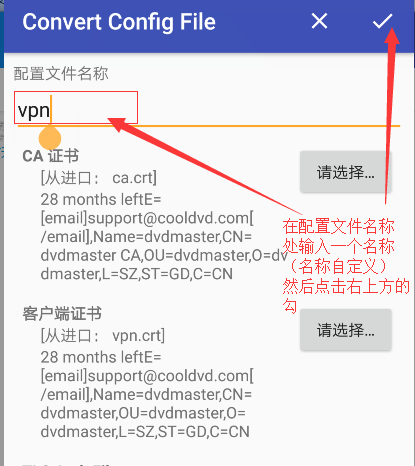 Convert Config File
配置文件名称
vpn
CA 证书
[从进口： ca.crt]
28 months leftE=
[email]support@cooldvd.com[
/email],Name=dvdmaster,CN=
dvdmaster CA,OU=dvdmaster,O=dv
dmaster,L=SZ,ST=GD,C=CN
请选择...
在配置文件名称
处输入一个名称
（名称自定义）
然后点击右上方的
勾
客户端证书
[从进口： vpn.crt]
28 months leftE=
[email]support@cooldvd.com[
/email],Name=dvdmaster,CN=
dvdmaster,OU=dvdmaster,O=
dvdmaster,L=SZ,ST=GD,C=CN
请选择...